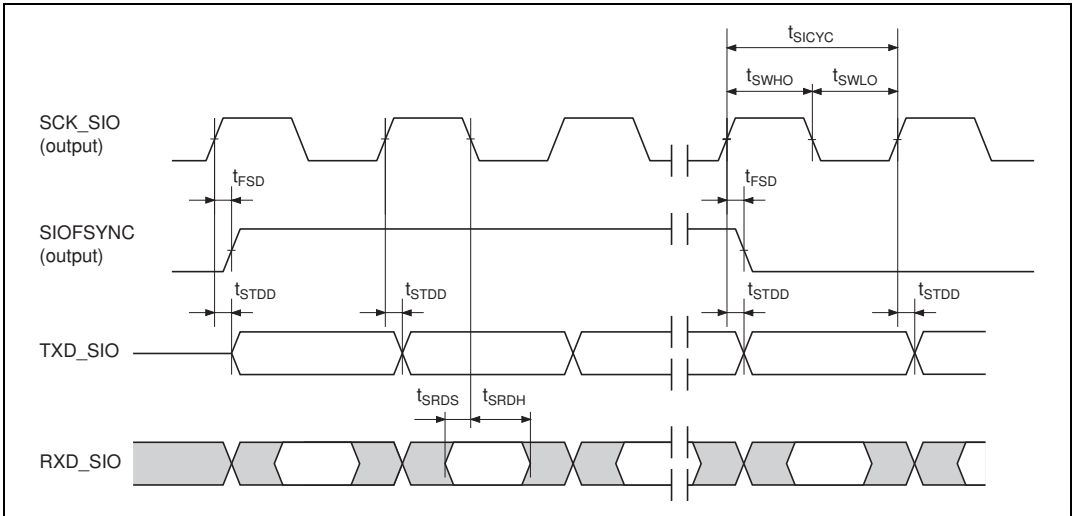 tSICYC
tSWHO tSWLO
SCK_SIO
(output)
tFSD tFSD
SIOFSYNC
(output)
tSTDD tSTDD tSTDD tSTDD
TXD_SIO
tSRDS tSRDH
RXD_SIO